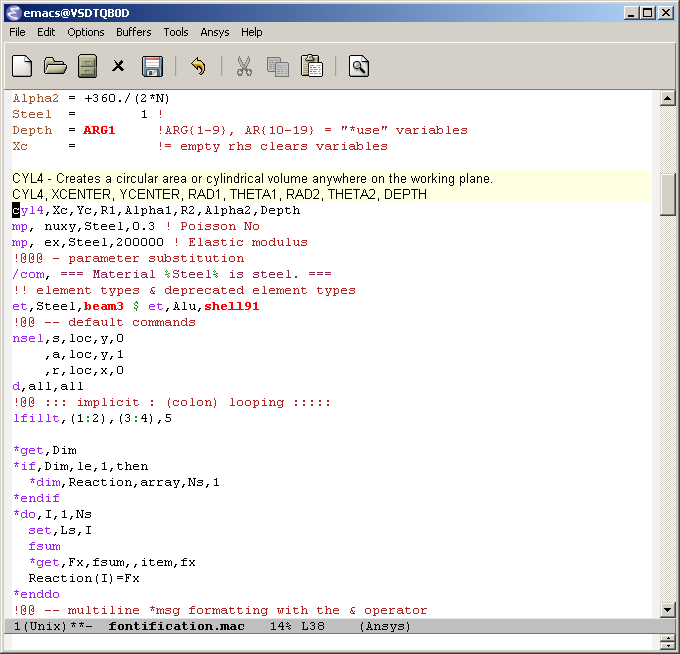 emacs@VSDTQB0D
File Edit Options Buffers Tools Ansys Help
Alpha2 = +360./(2*N)
Steel  =        1 !
Depth  = ARG1     !ARG{1-9}, AR{10-19} = "*use" variables
Xc     =          != empty rhs clears variables

CYL4 - Creates a circular area or cylindrical volume anywhere on the working plane.
CYL4, XCENTER, YCENTER, RAD1, THETA1, RAD2, THETA2, DEPTH
cyl4,Xc,Yc,R1,Alpha1,R2,Alpha2,Depth
mp, nuxy,Steel,0.3 ! Poisson No
mp, ex,Steel,200000 ! Elastic modulus
!@@@ - parameter substitution
/com, === Material %Steel% is steel. ===
!! element types & deprecated element types
et,Steel,beam3 $ et,Alu,shell91
!@@ -- default commands
nsel,s,loc,y,0
    ,a,loc,y,1
    ,r,loc,x,0
d,all,all
!@@ ::: implicit : (colon) looping :::::
lfillt,(1:2),(3:4),5

*get,Dim
*if,Dim,le,1,then
  *dim,Reaction,array,Ns,1
*endif
*do,I,1,Ns
  set,Ls,I
  fsum
  *get,Fx,fsum,,item,fx
  Reaction(I)=Fx
*enddo
!@@ -- multiline *msg formatting with the & operator
1(Unix)**-  fontification.mac   14% L38    (Ansys)